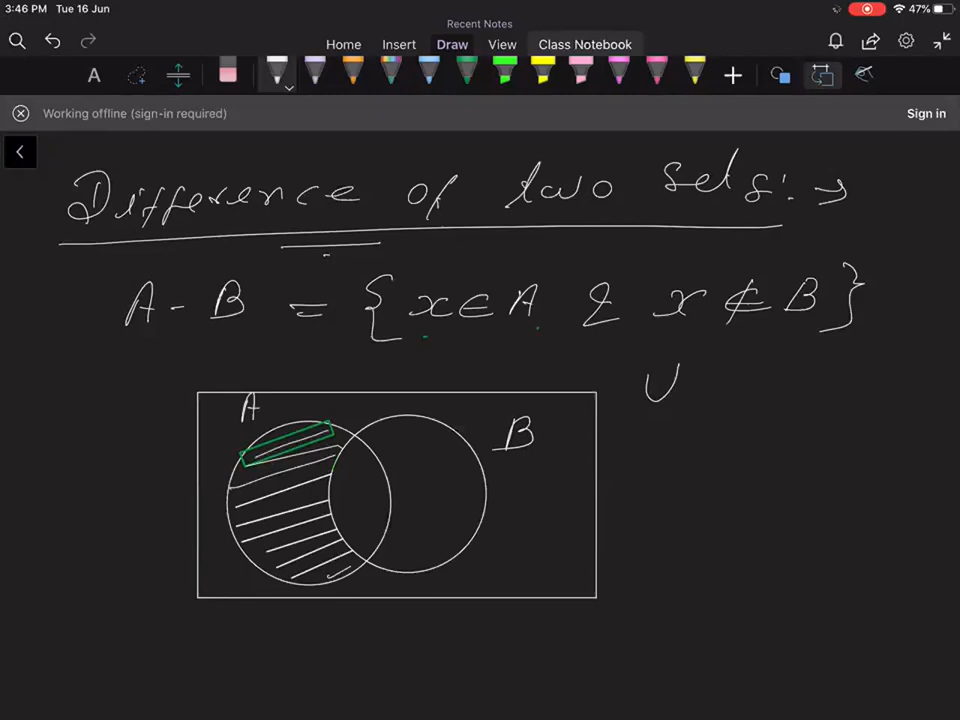 3:46 PM Tue 16 Jun
47%
Recent Notes
Home Insert Draw View Class Notebook
A
Working offline (sign-in required) Sign in
Difference of two sets:→
A - B = {x∈A & x∉B}
U
A
B